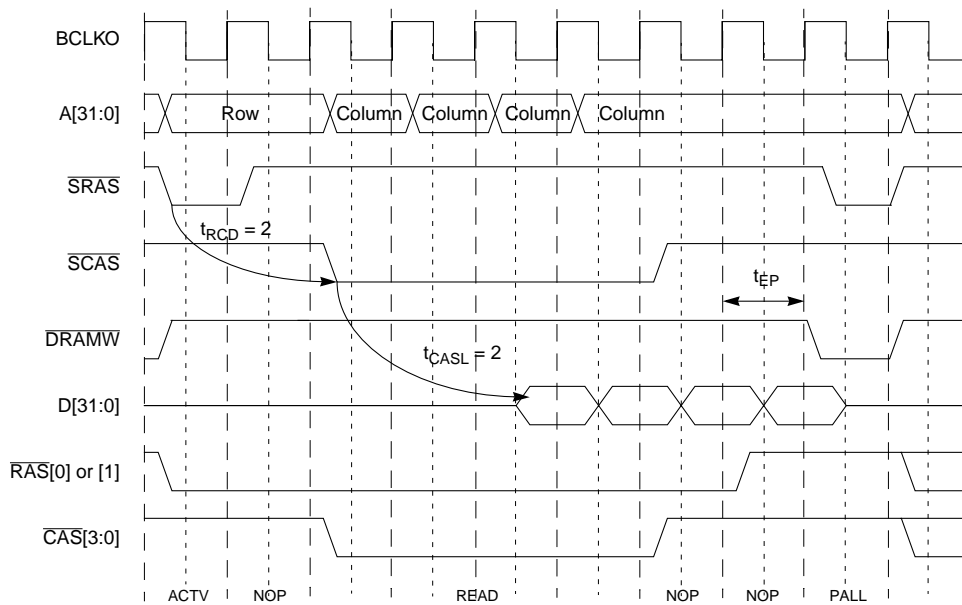 BCLKO
A[31:0]
Row Column Column Column Column
SRAS
tRCD = 2
SCAS
tEP
DRAMW
tCASL = 2
D[31:0]
RAS[0] or [1]
CAS[3:0]
ACTV NOP READ NOP NOP PALL